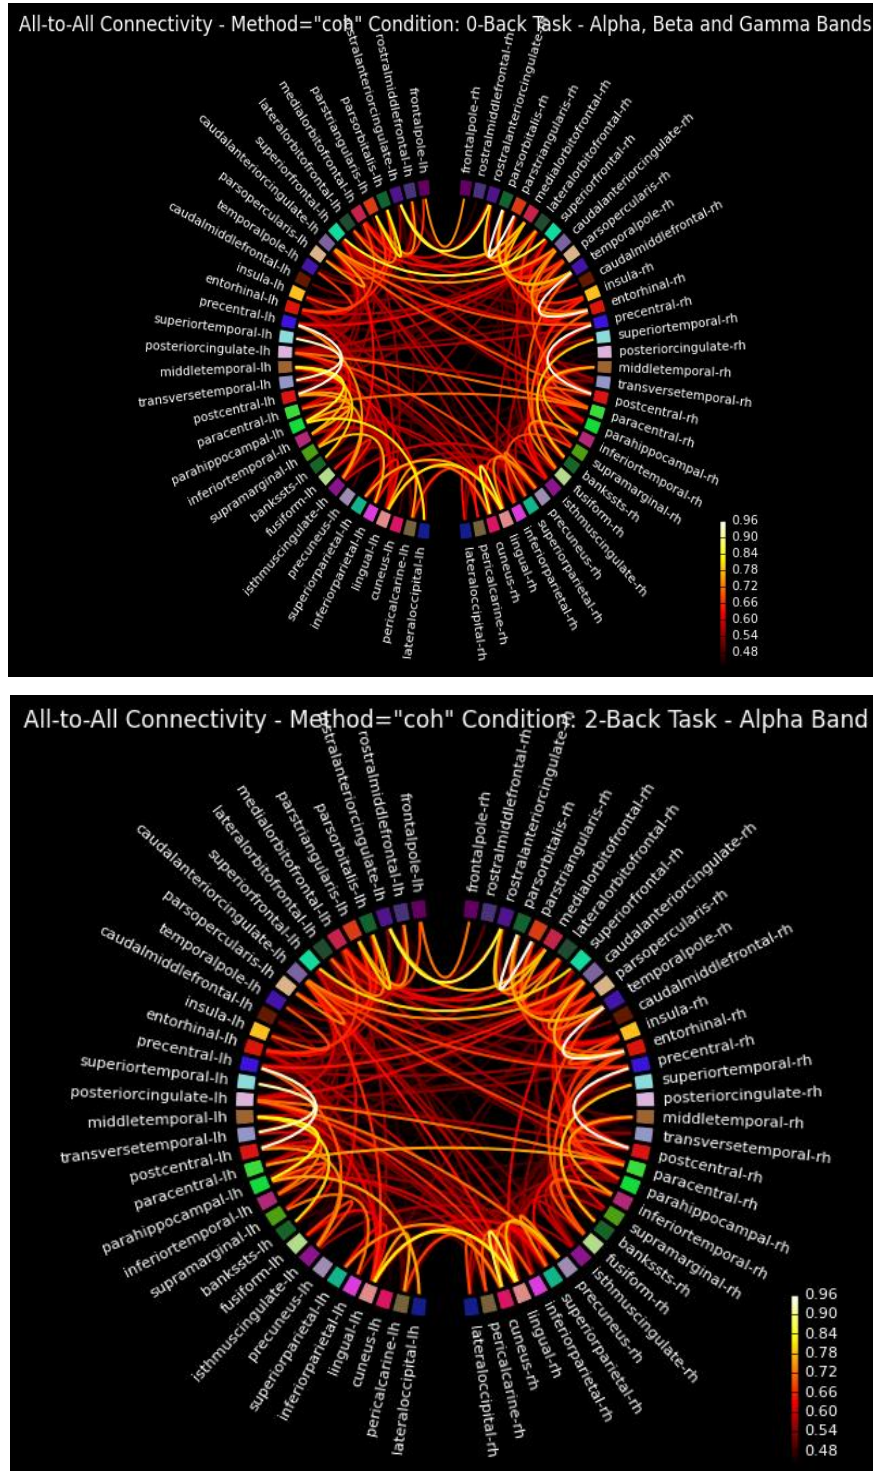 All-to-All Connectivity - Method="coh" Condition: 0-Back Task - Alpha, Beta and Gamma Bands
frontalpole-lh
rostralmiddlefrontal-lh
rostralanteriorcingulate-lh
parsorbitalis-lh
parstriangularis-lh
medialorbitofrontal-lh
lateralorbitofrontal-lh
superiorfrontal-lh
caudalanteriorcingulate-lh
parsopercularis-lh
temporalpole-lh
caudalmiddlefrontal-lh
insula-lh
entorhinal-lh
precentral-lh
superiortemporal-lh
posteriorcingulate-lh
middletemporal-lh
transversetemporal-lh
postcentral-lh
paracentral-lh
parahippocampal-lh
inferiortemporal-lh
supramarginal-lh
bankssts-lh
fusiform-lh
isthmuscingulate-lh
precuneus-lh
superiorparietal-lh
inferiorparietal-lh
lingual-lh
cuneus-lh
pericalcarine-lh
lateraloccipital-lh
frontalpole-rh
rostralmiddlefrontal-rh
rostralanteriorcingulate-rh
parsorbitalis-rh
parstriangularis-rh
medialorbitofrontal-rh
lateralorbitofrontal-rh
superiorfrontal-rh
caudalanteriorcingulate-rh
parsopercularis-rh
temporalpole-rh
caudalmiddlefrontal-rh
insula-rh
entorhinal-rh
precentral-rh
superiortemporal-rh
posteriorcingulate-rh
middletemporal-rh
transversetemporal-rh
postcentral-rh
paracentral-rh
parahippocampal-rh
inferiortemporal-rh
supramarginal-rh
bankssts-rh
fusiform-rh
isthmuscingulate-rh
precuneus-rh
superiorparietal-rh
inferiorparietal-rh
lingual-rh
cuneus-rh
pericalcarine-rh
lateraloccipital-rh
0.96
0.90
0.84
0.78
0.72
0.66
0.60
0.54
0.48
All-to-All Connectivity - Method="coh" Condition: 2-Back Task - Alpha Band
frontalpole-lh
rostralmiddlefrontal-lh
rostralanteriorcingulate-lh
parsorbitalis-lh
parstriangularis-lh
medialorbitofrontal-lh
lateralorbitofrontal-lh
superiorfrontal-lh
caudalanteriorcingulate-lh
parsopercularis-lh
temporalpole-lh
caudalmiddlefrontal-lh
insula-lh
entorhinal-lh
precentral-lh
superiortemporal-lh
posteriorcingulate-lh
middletemporal-lh
transversetemporal-lh
postcentral-lh
paracentral-lh
parahippocampal-lh
inferiortemporal-lh
supramarginal-lh
bankssts-lh
fusiform-lh
isthmuscingulate-lh
precuneus-lh
superiorparietal-lh
inferiorparietal-lh
lingual-lh
cuneus-lh
pericalcarine-lh
lateraloccipital-lh
frontalpole-rh
rostralmiddlefrontal-rh
rostralanteriorcingulate-rh
parsorbitalis-rh
parstriangularis-rh
medialorbitofrontal-rh
lateralorbitofrontal-rh
superiorfrontal-rh
caudalanteriorcingulate-rh
parsopercularis-rh
temporalpole-rh
caudalmiddlefrontal-rh
insula-rh
entorhinal-rh
precentral-rh
superiortemporal-rh
posteriorcingulate-rh
middletemporal-rh
transversetemporal-rh
postcentral-rh
paracentral-rh
parahippocampal-rh
inferiortemporal-rh
supramarginal-rh
bankssts-rh
fusiform-rh
isthmuscingulate-rh
precuneus-rh
superiorparietal-rh
inferiorparietal-rh
lingual-rh
cuneus-rh
pericalcarine-rh
lateraloccipital-rh
0.96
0.90
0.84
0.78
0.72
0.66
0.60
0.54
0.48